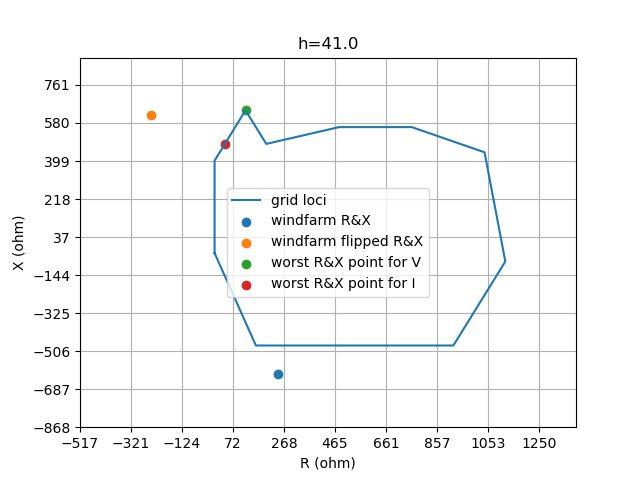 h=41.0
X (ohm)
761
580
399
218
37
−144
−325
−506
−687
−868
grid loci
windfarm R&X
windfarm flipped R&X
worst R&X point for V
worst R&X point for I
−517 −321 −124 72 268 465 661 857 1053 1250
R (ohm)